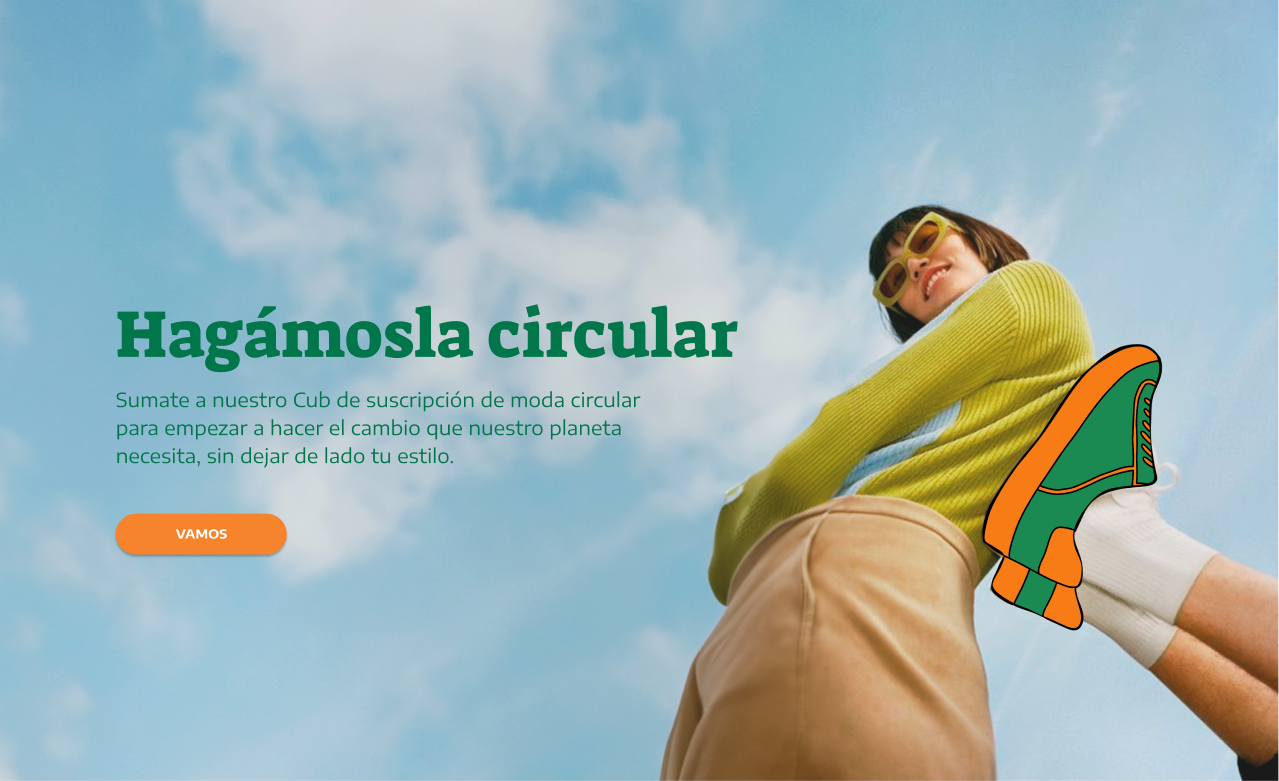 Hagámosla circular
Sumate a nuestro Cub de suscripción de moda circular
para empezar a hacer el cambio que nuestro planeta
necesita, sin dejar de lado tu estilo.
VAMOS